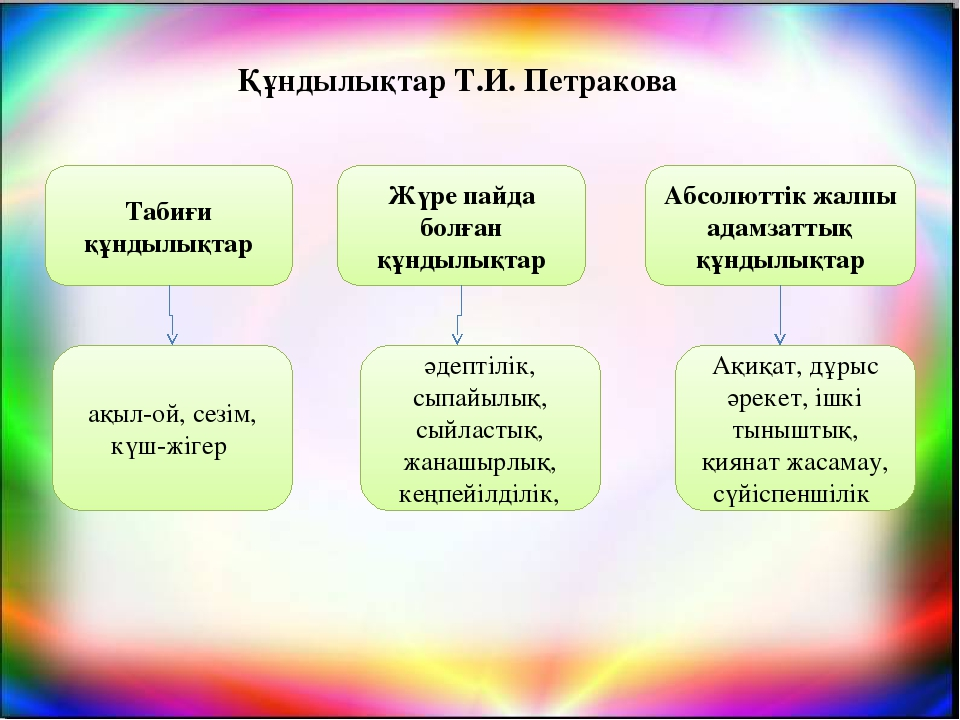 Құндылықтар Т.И. Петракова
Табиғи
құндылықтар
Жүре пайда
болған
құндылықтар
Абсолюттік жалпы
адамзаттық
құндылықтар
ақыл-ой, сезім,
күш-жігер
әдептілік,
сыпайылық,
сыйластық,
жанашырлық,
кеңпейілділік,
Ақиқат, дұрыс
әрекет, ішкі
тыныштық,
қиянат жасамау,
сүйіспеншілік